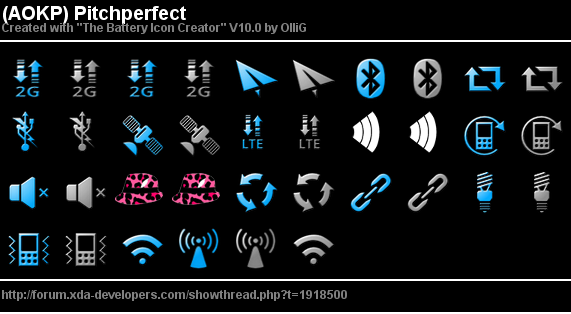 (AOKP) Pitchperfect
Created with "The Battery Icon Creator" V10.0 by OlliG
2G 2G 2G 2G
LTE LTE
http://forum.xda-developers.com/showthread.php?t=1918500